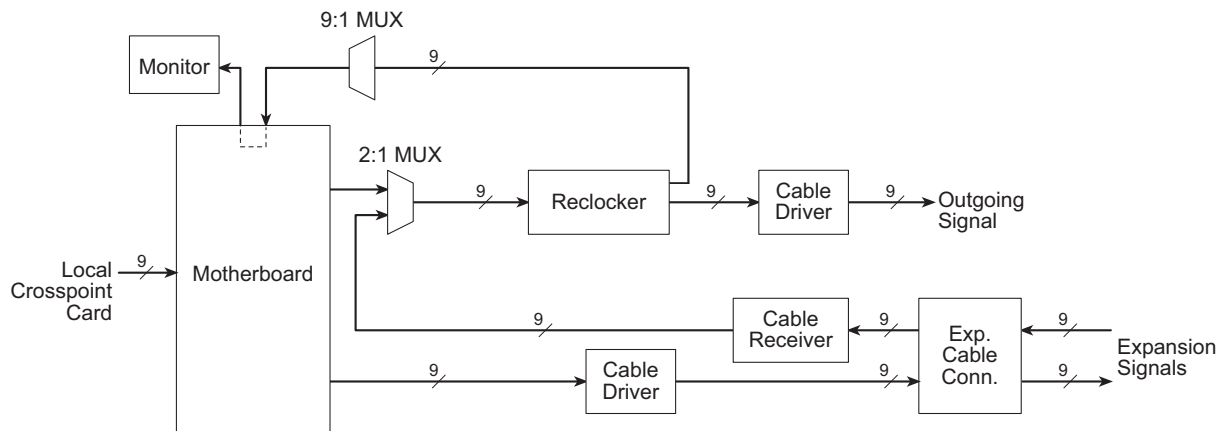 9:1 MUX
Monitor
9
2:1 MUX
9
Reclocker
9
Cable
Driver
9
Outgoing
Signal
Local
Crosspoint
Card
9
Motherboard
9
Cable
Receiver
9
Exp.
Cable
Conn.
9
Expansion
Signals
9
Cable
Driver
9
9